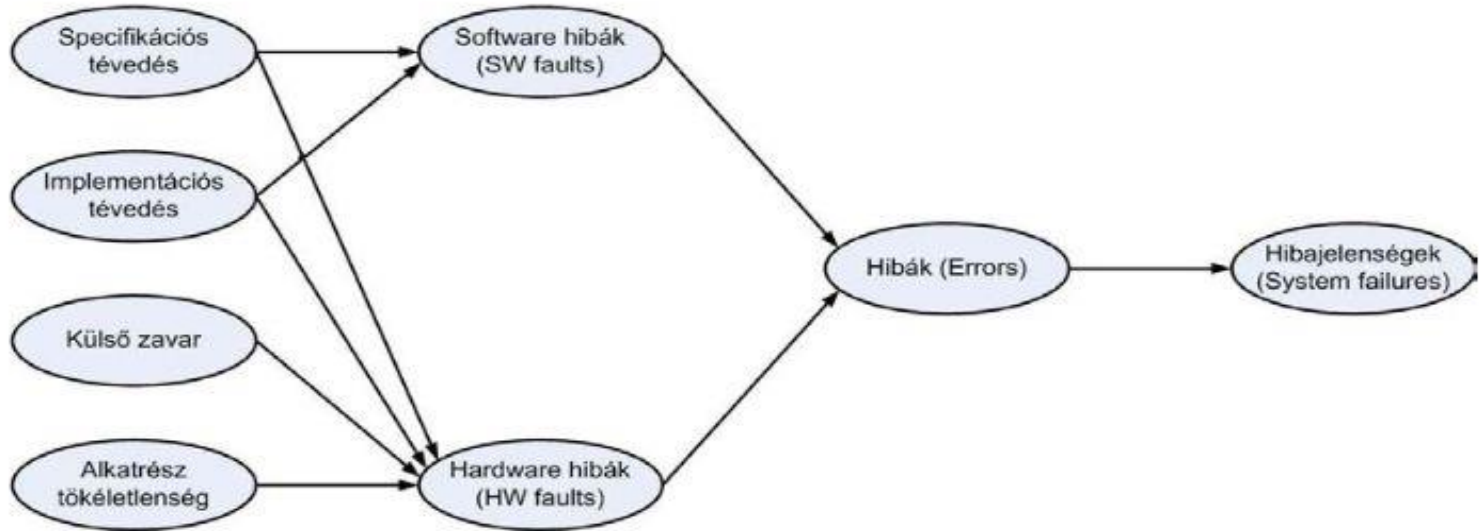 Specifikációs
tévedés
Software hibák
(SW faults)
Implementációs
tévedés
Hibák (Errors)
Hibajelenségek
(System failures)
Külső zavar
Alkatrész
tökéletlenség
Hardware hibák
(HW faults)